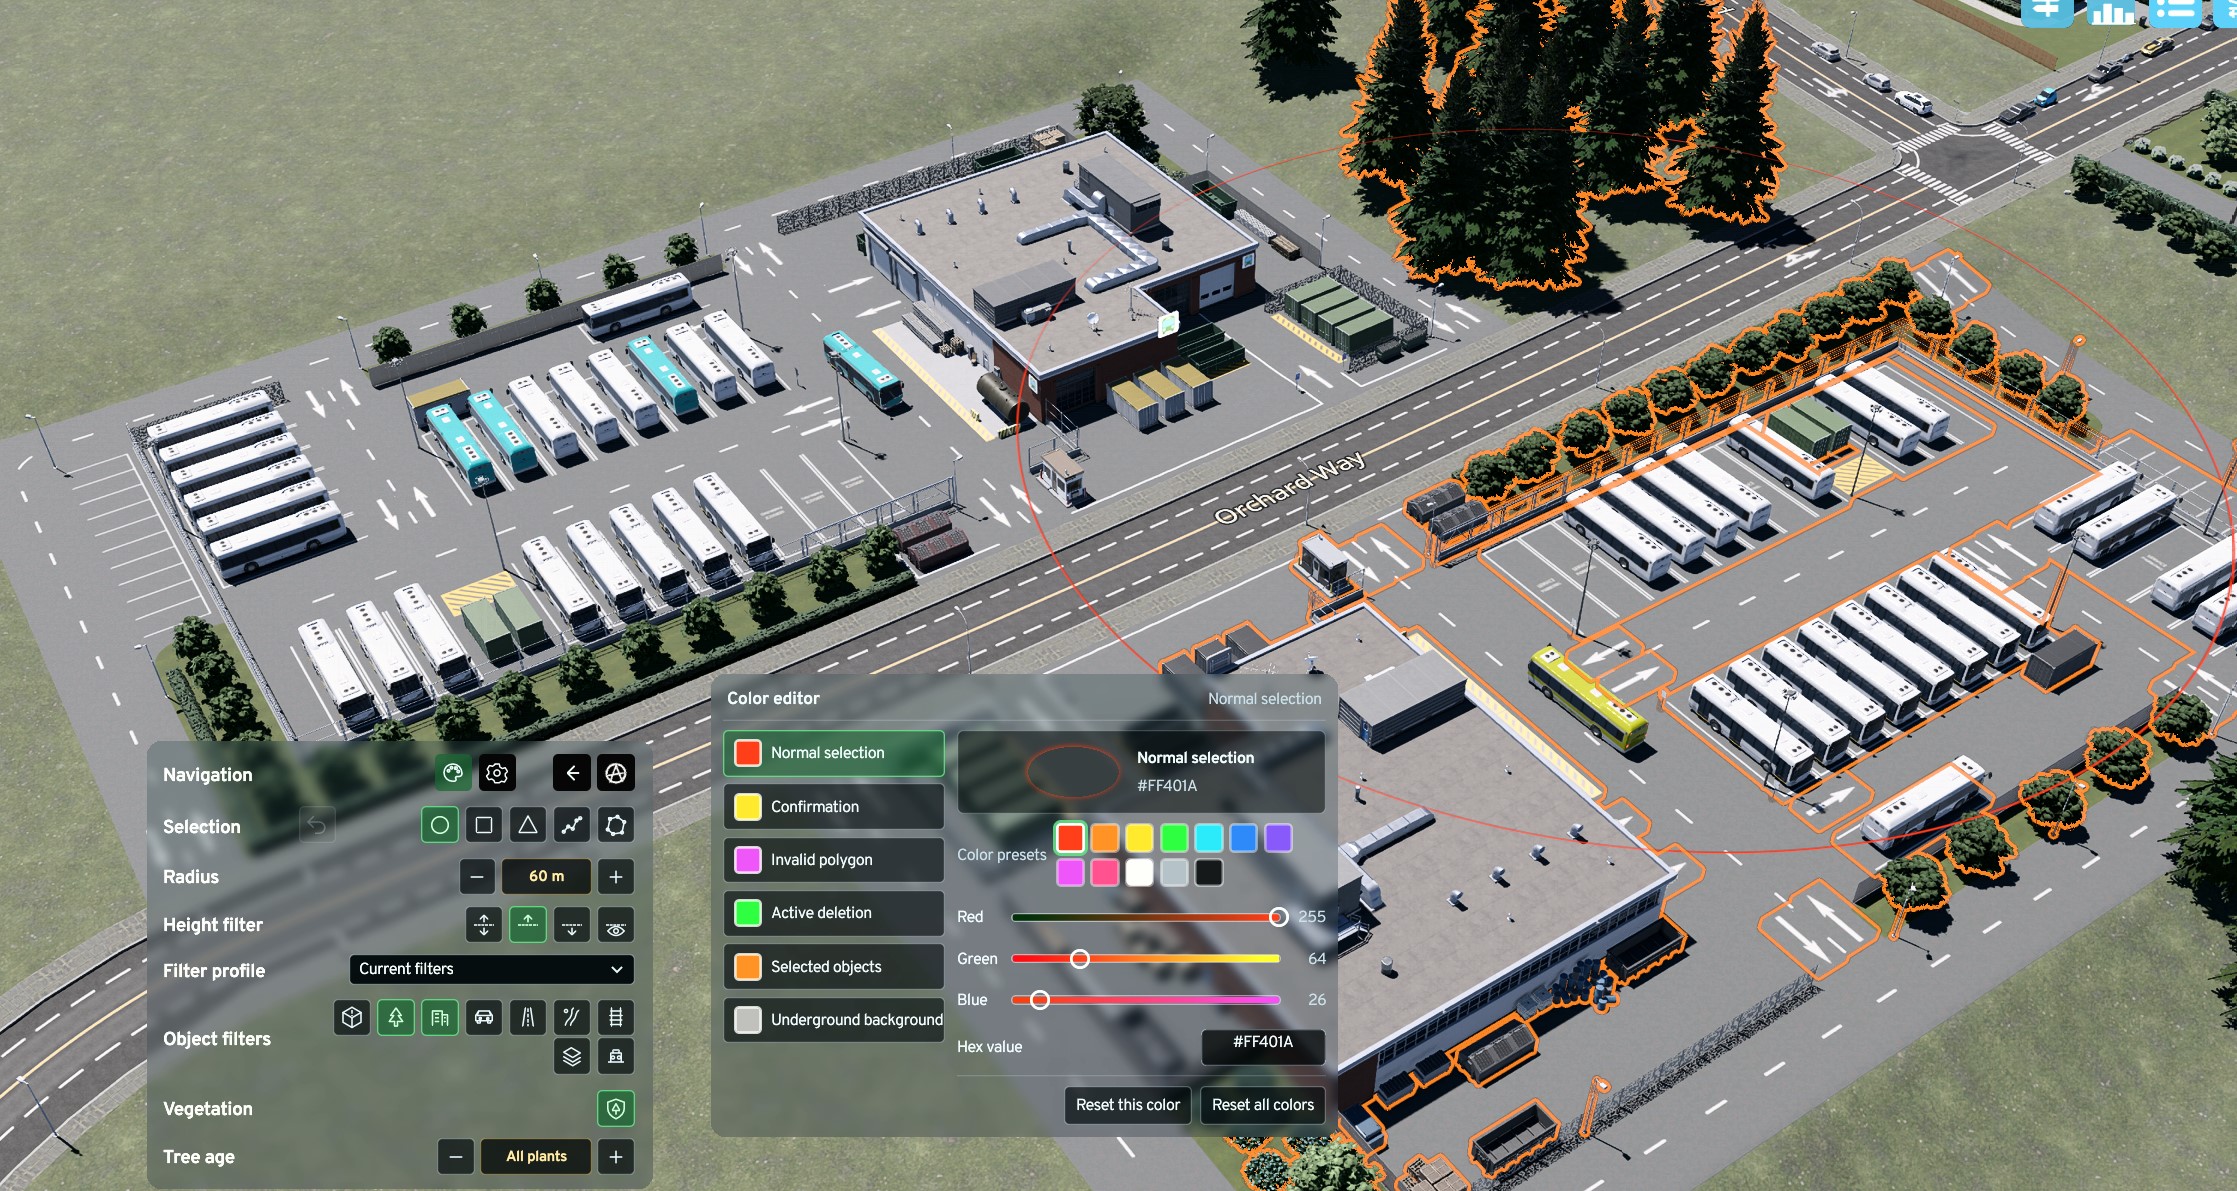 Orchard Way
Color editor
Normal selection
Normal selection
Confirmation
Invalid polygon
Active deletion
Selected objects
Underground background
Normal selection
#FF401A
Color presets
Red
255
Green
64
Blue
26
Hex value
#FF401A
Reset this color
Reset all colors
Navigation
Selection
Radius
60 m
Height filter
Filter profile
Current filters
Object filters
Vegetation
Tree age
All plants